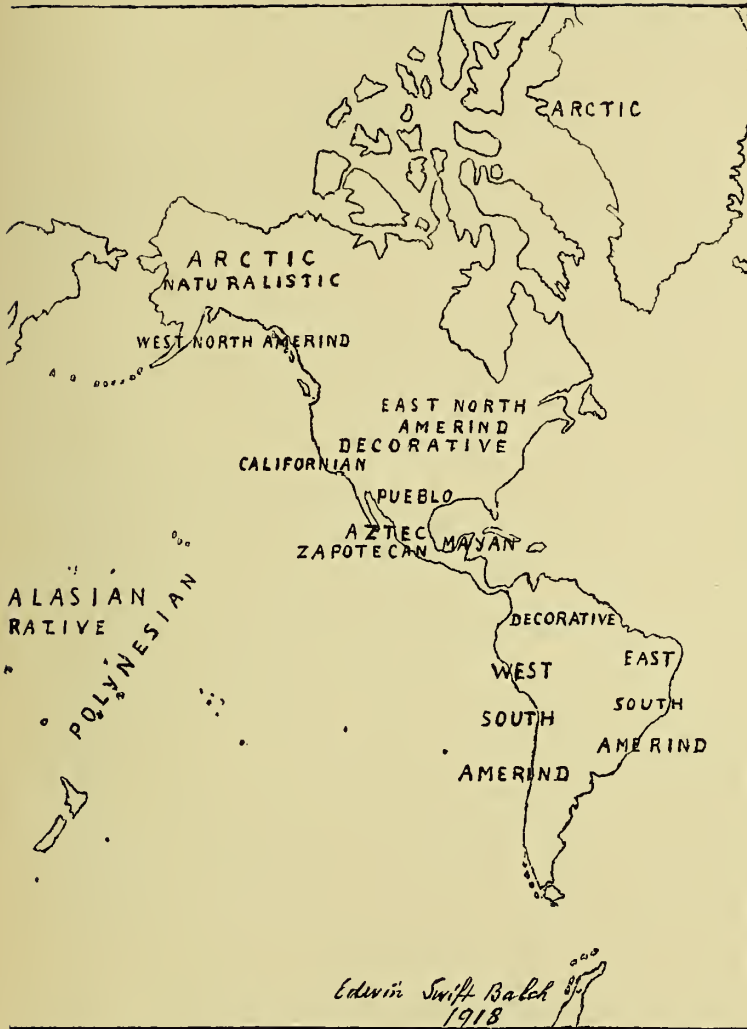 ARCTIC
ARCTIC
NATURALISTIC
WEST NORTH AMERIND
EAST NORTH
AMERIND
DECORATIVE
CALIFORNIAN
PUEBLO
AZTEC
ZAPOTECAN
MAYAN
ALASIAN
RATIVE
POLYNESIAN
DECORATIVE
WEST
SOUTH
AMERIND
EAST
SOUTH
AMERIND
Edwin Swift Balch
1918